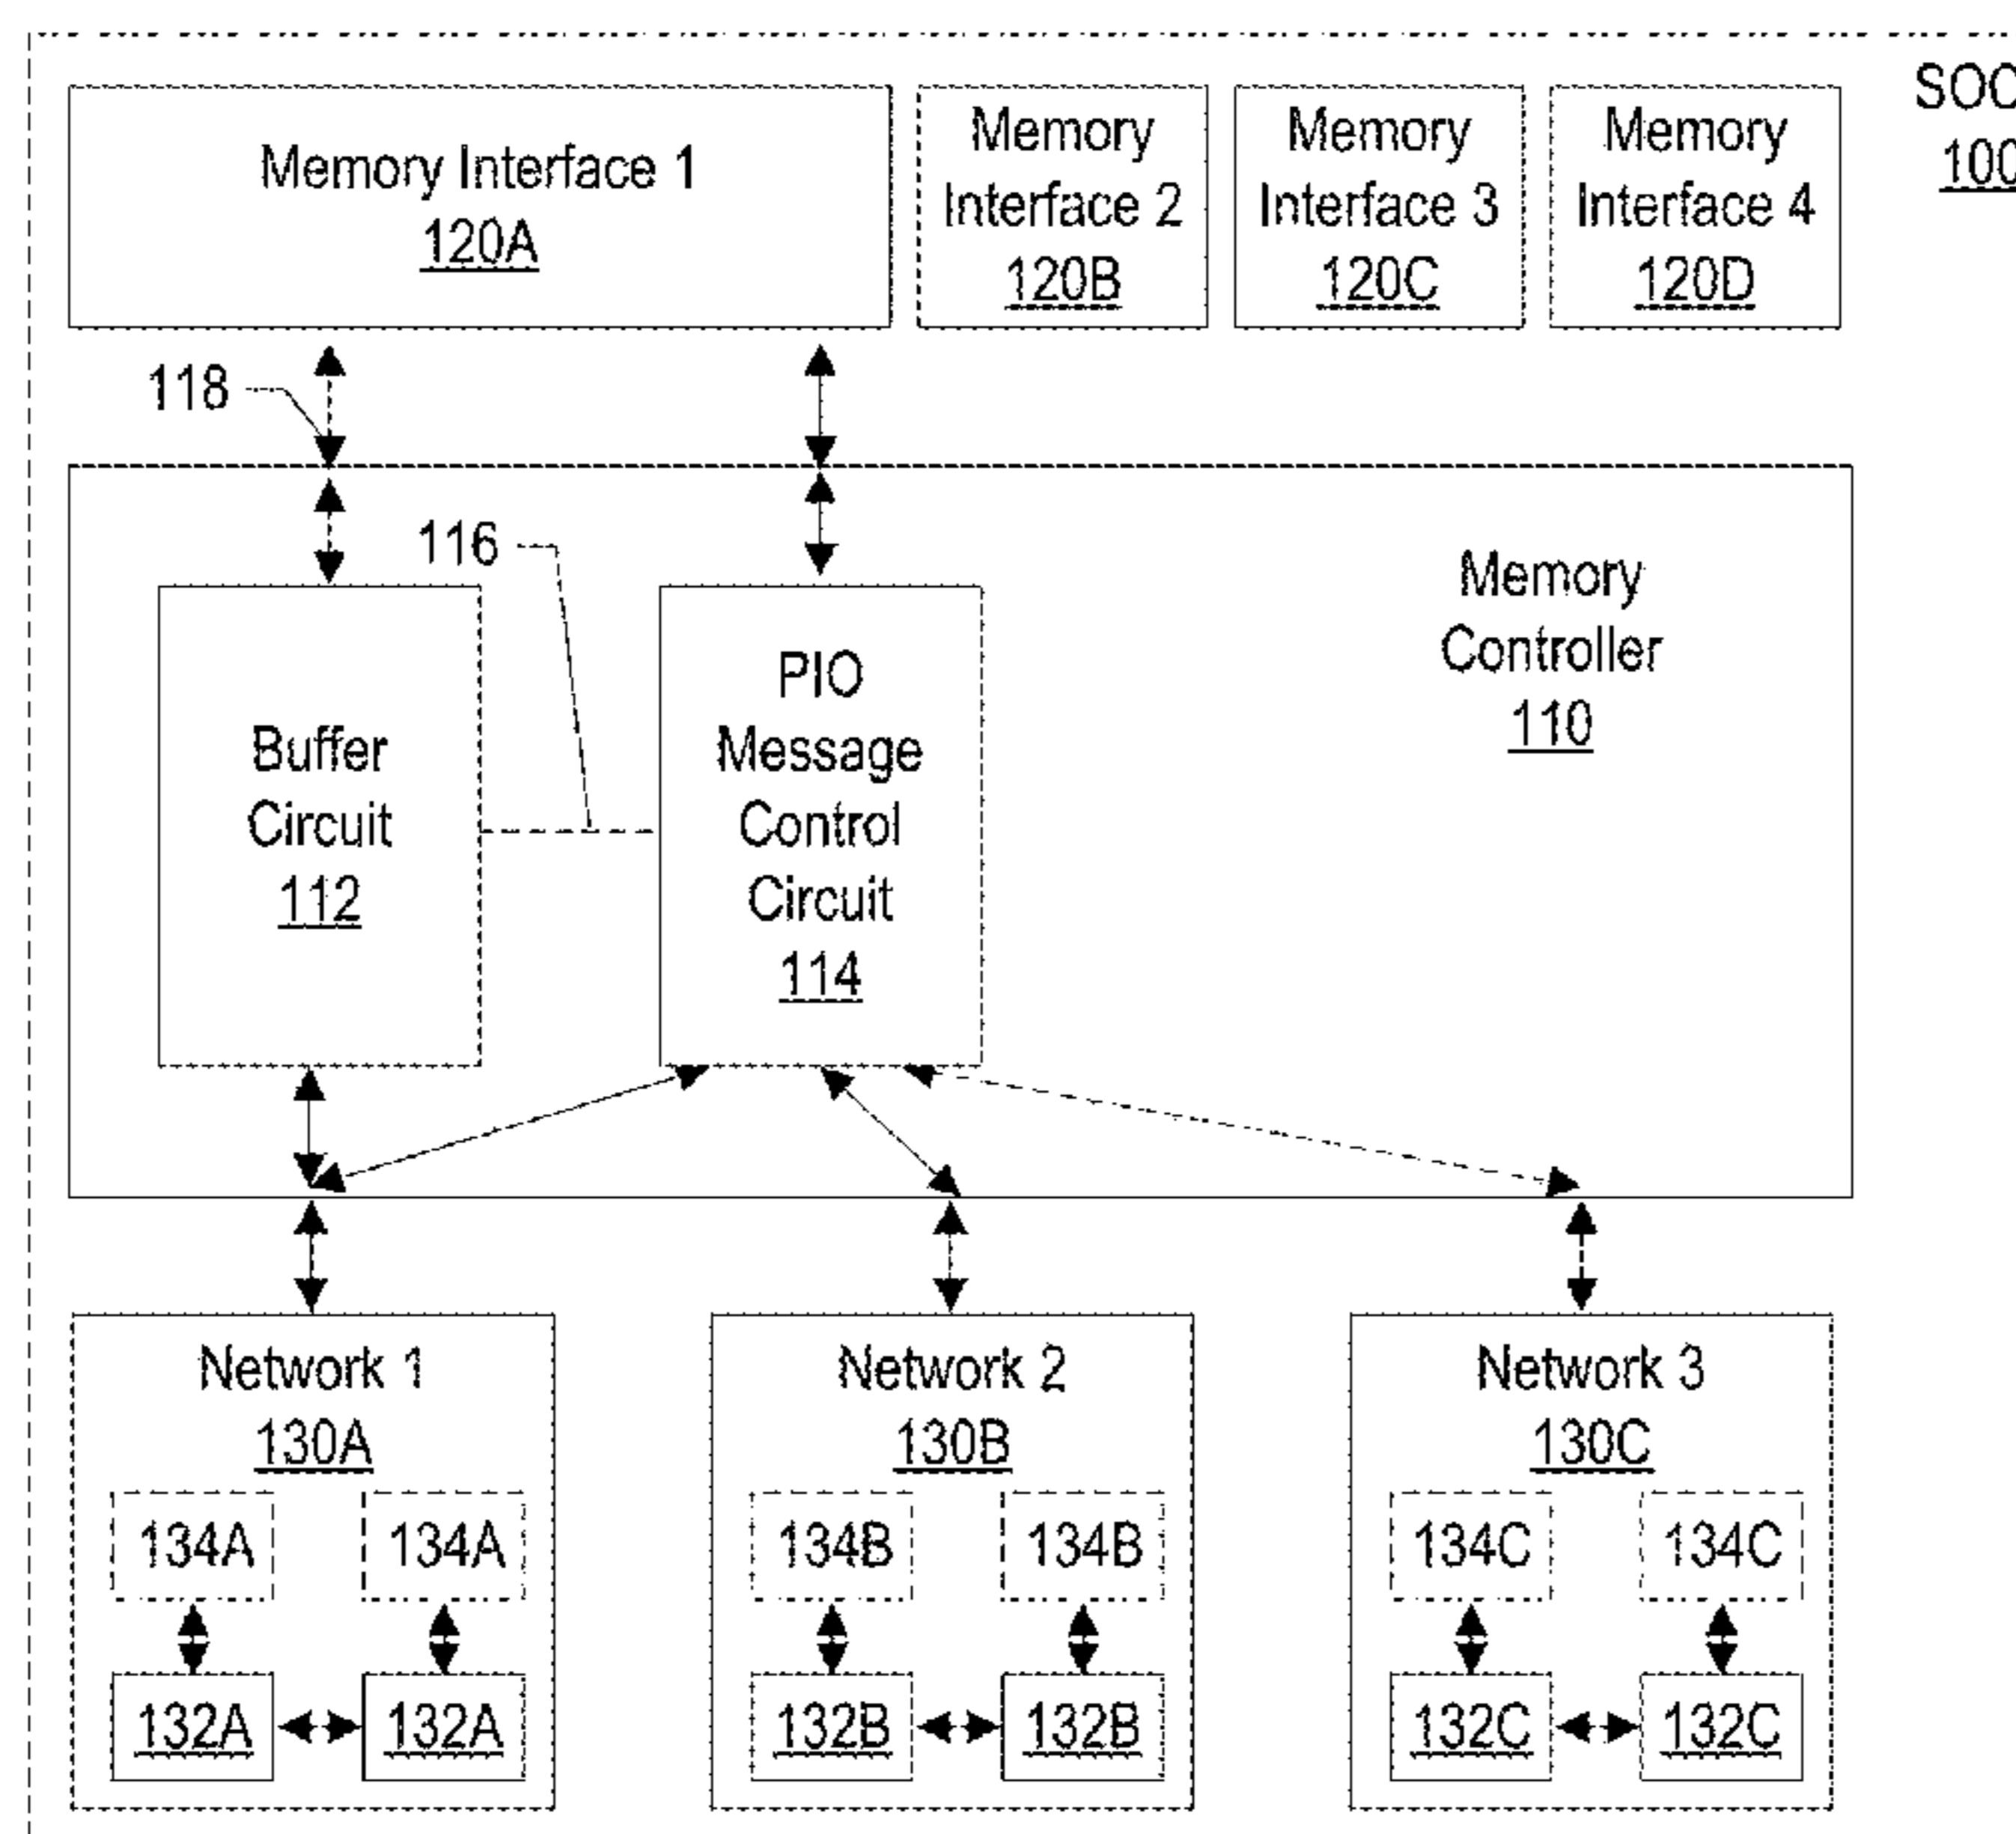 SOC
100
Memory Interface 1
120A
Memory
Interface 2
120B
Memory
Interface 3
120C
Memory
Interface 4
120D
118
116
Memory
Controller
110
Buffer
Circuit
112
PIO
Message
Control
Circuit
114
Network 1
130A
134A 134A
132A 132A
Network 2
130B
134B 134B
132B 132B
Network 3
130C
134C 134C
132C 132C